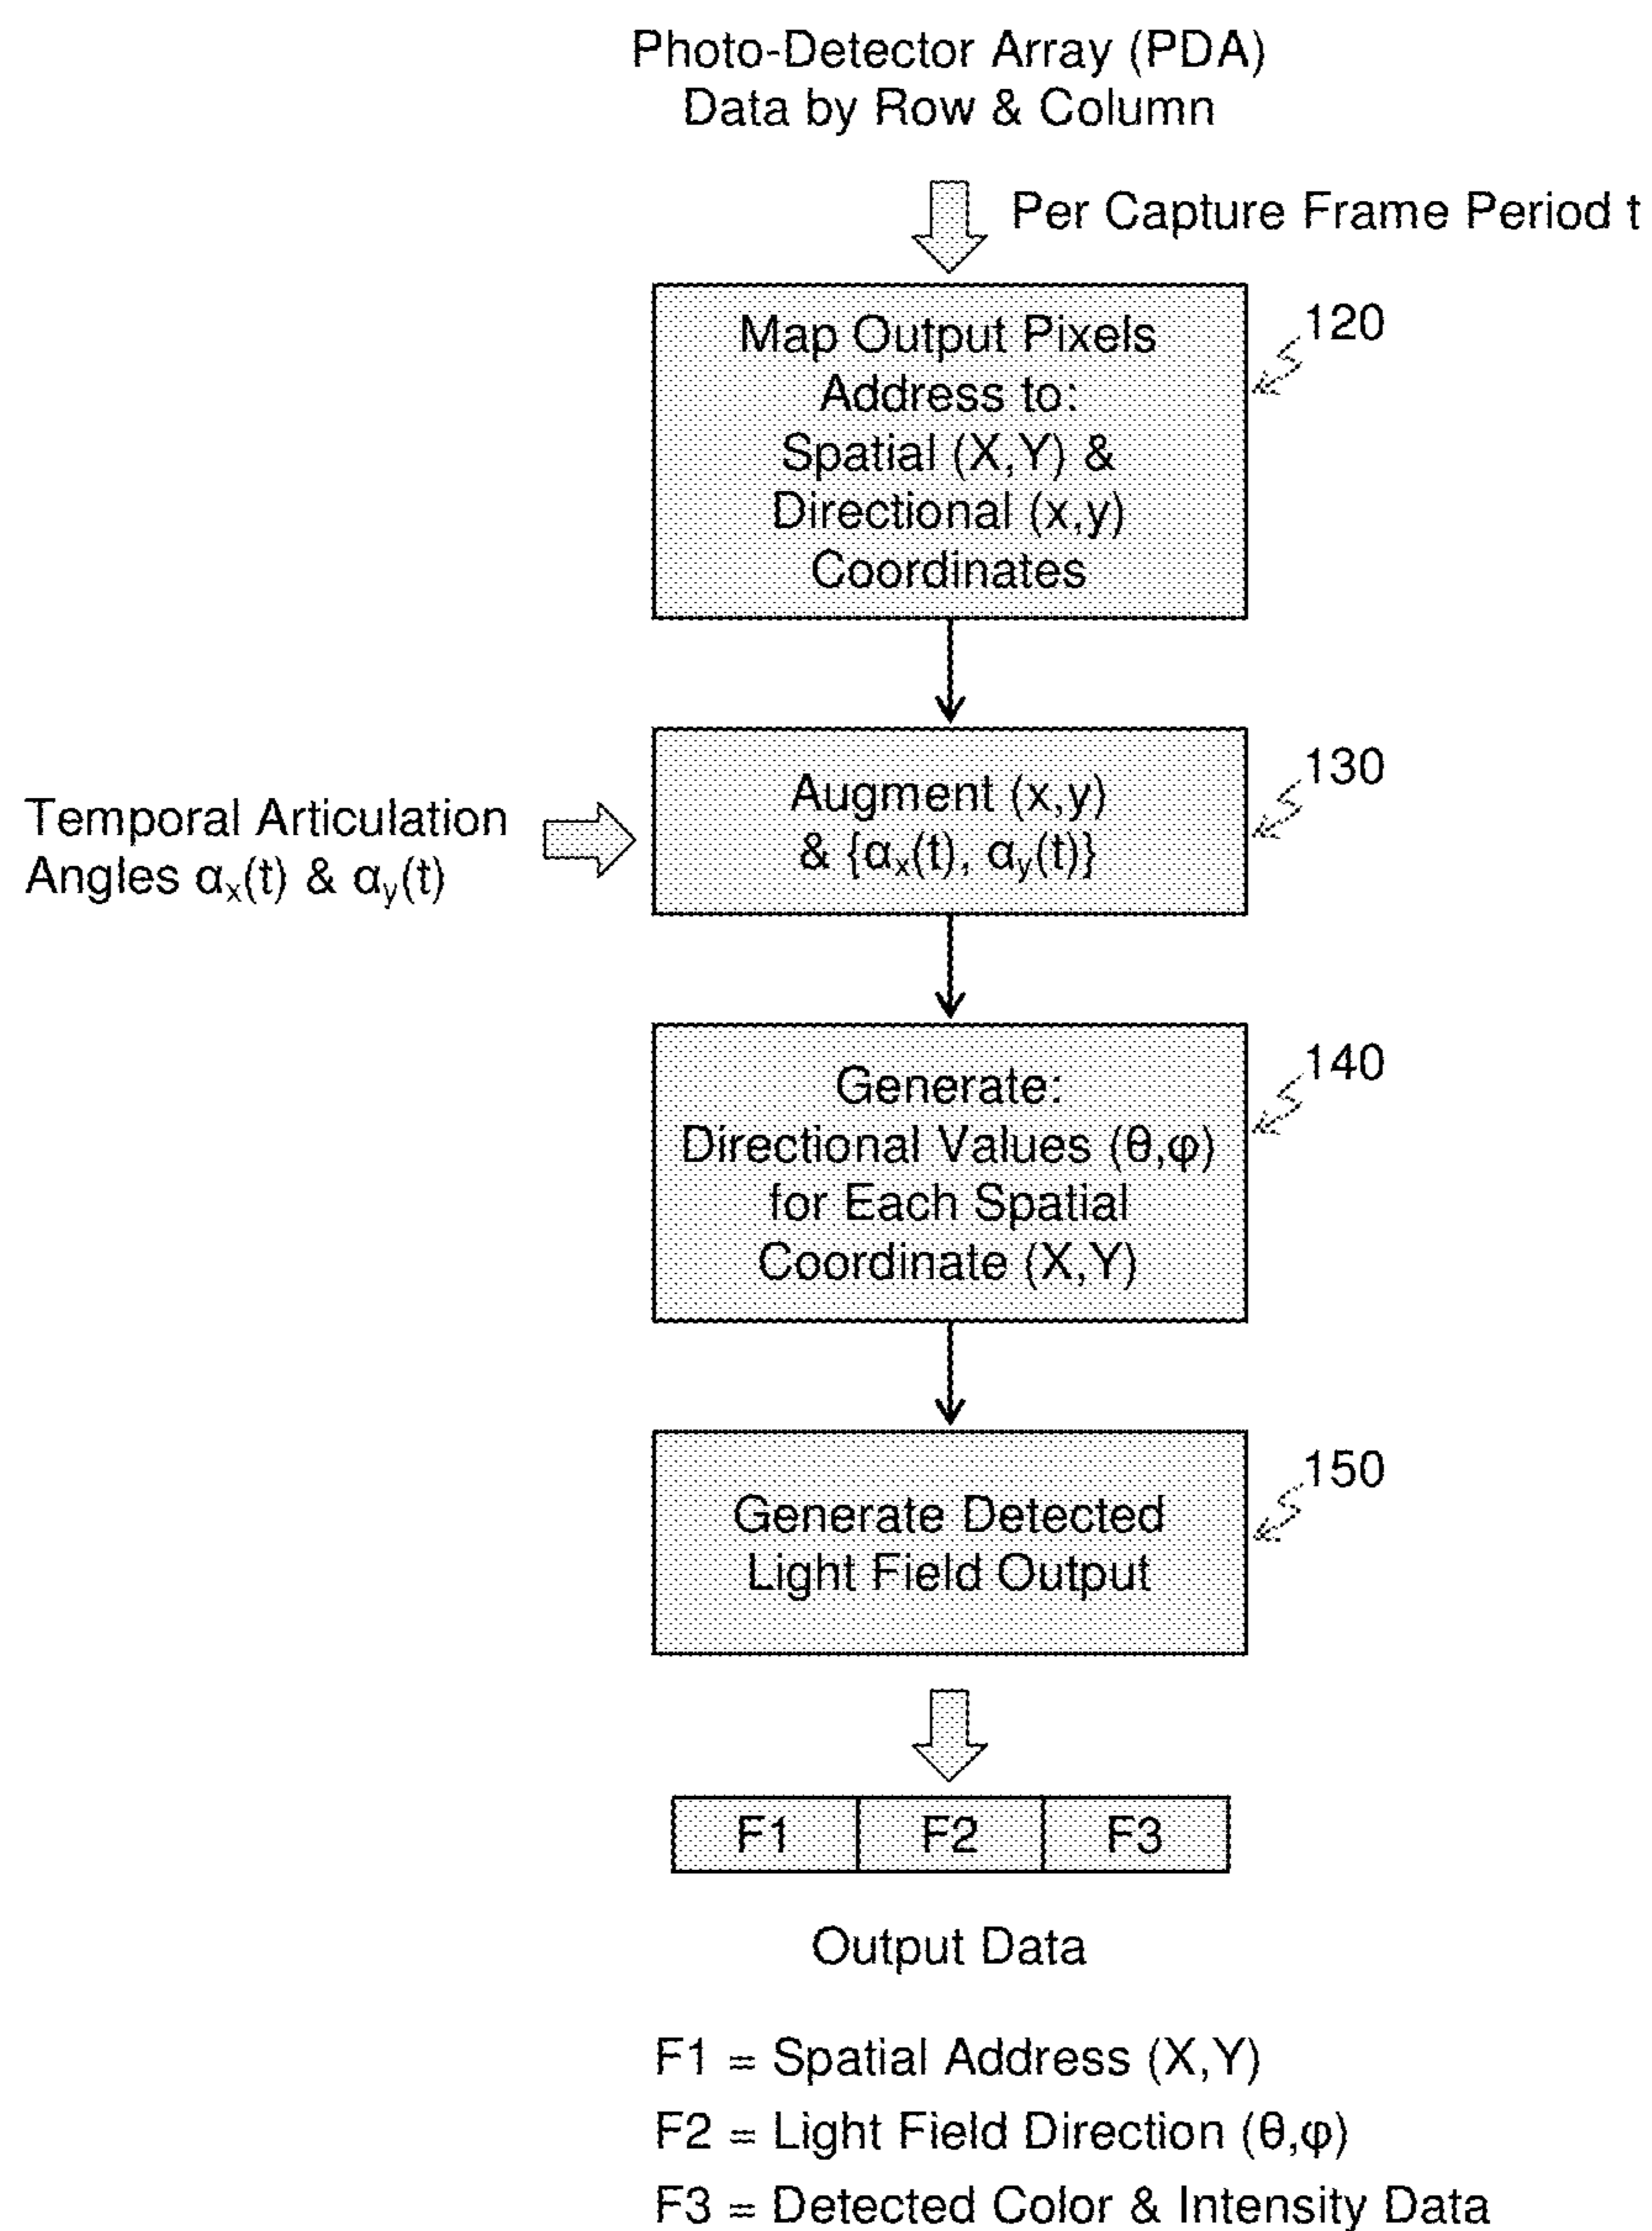 Photo-Detector Array (PDA)
Data by Row & Column
Per Capture Frame Period t
Map Output Pixels
Address to:
Spatial (X,Y) &
Directional (x,y)
Coordinates
120
Temporal Articulation
Angles αₓ(t) & αᵧ(t)
Augment (x,y)
& {αₓ(t), αᵧ(t)}
130
Generate:
Directional Values (θ,φ)
for Each Spatial
Coordinate (X,Y)
140
Generate Detected
Light Field Output
150
F1 F2 F3
Output Data
F1 = Spatial Address (X,Y)
F2 = Light Field Direction (θ,φ)
F3 = Detected Color & Intensity Data